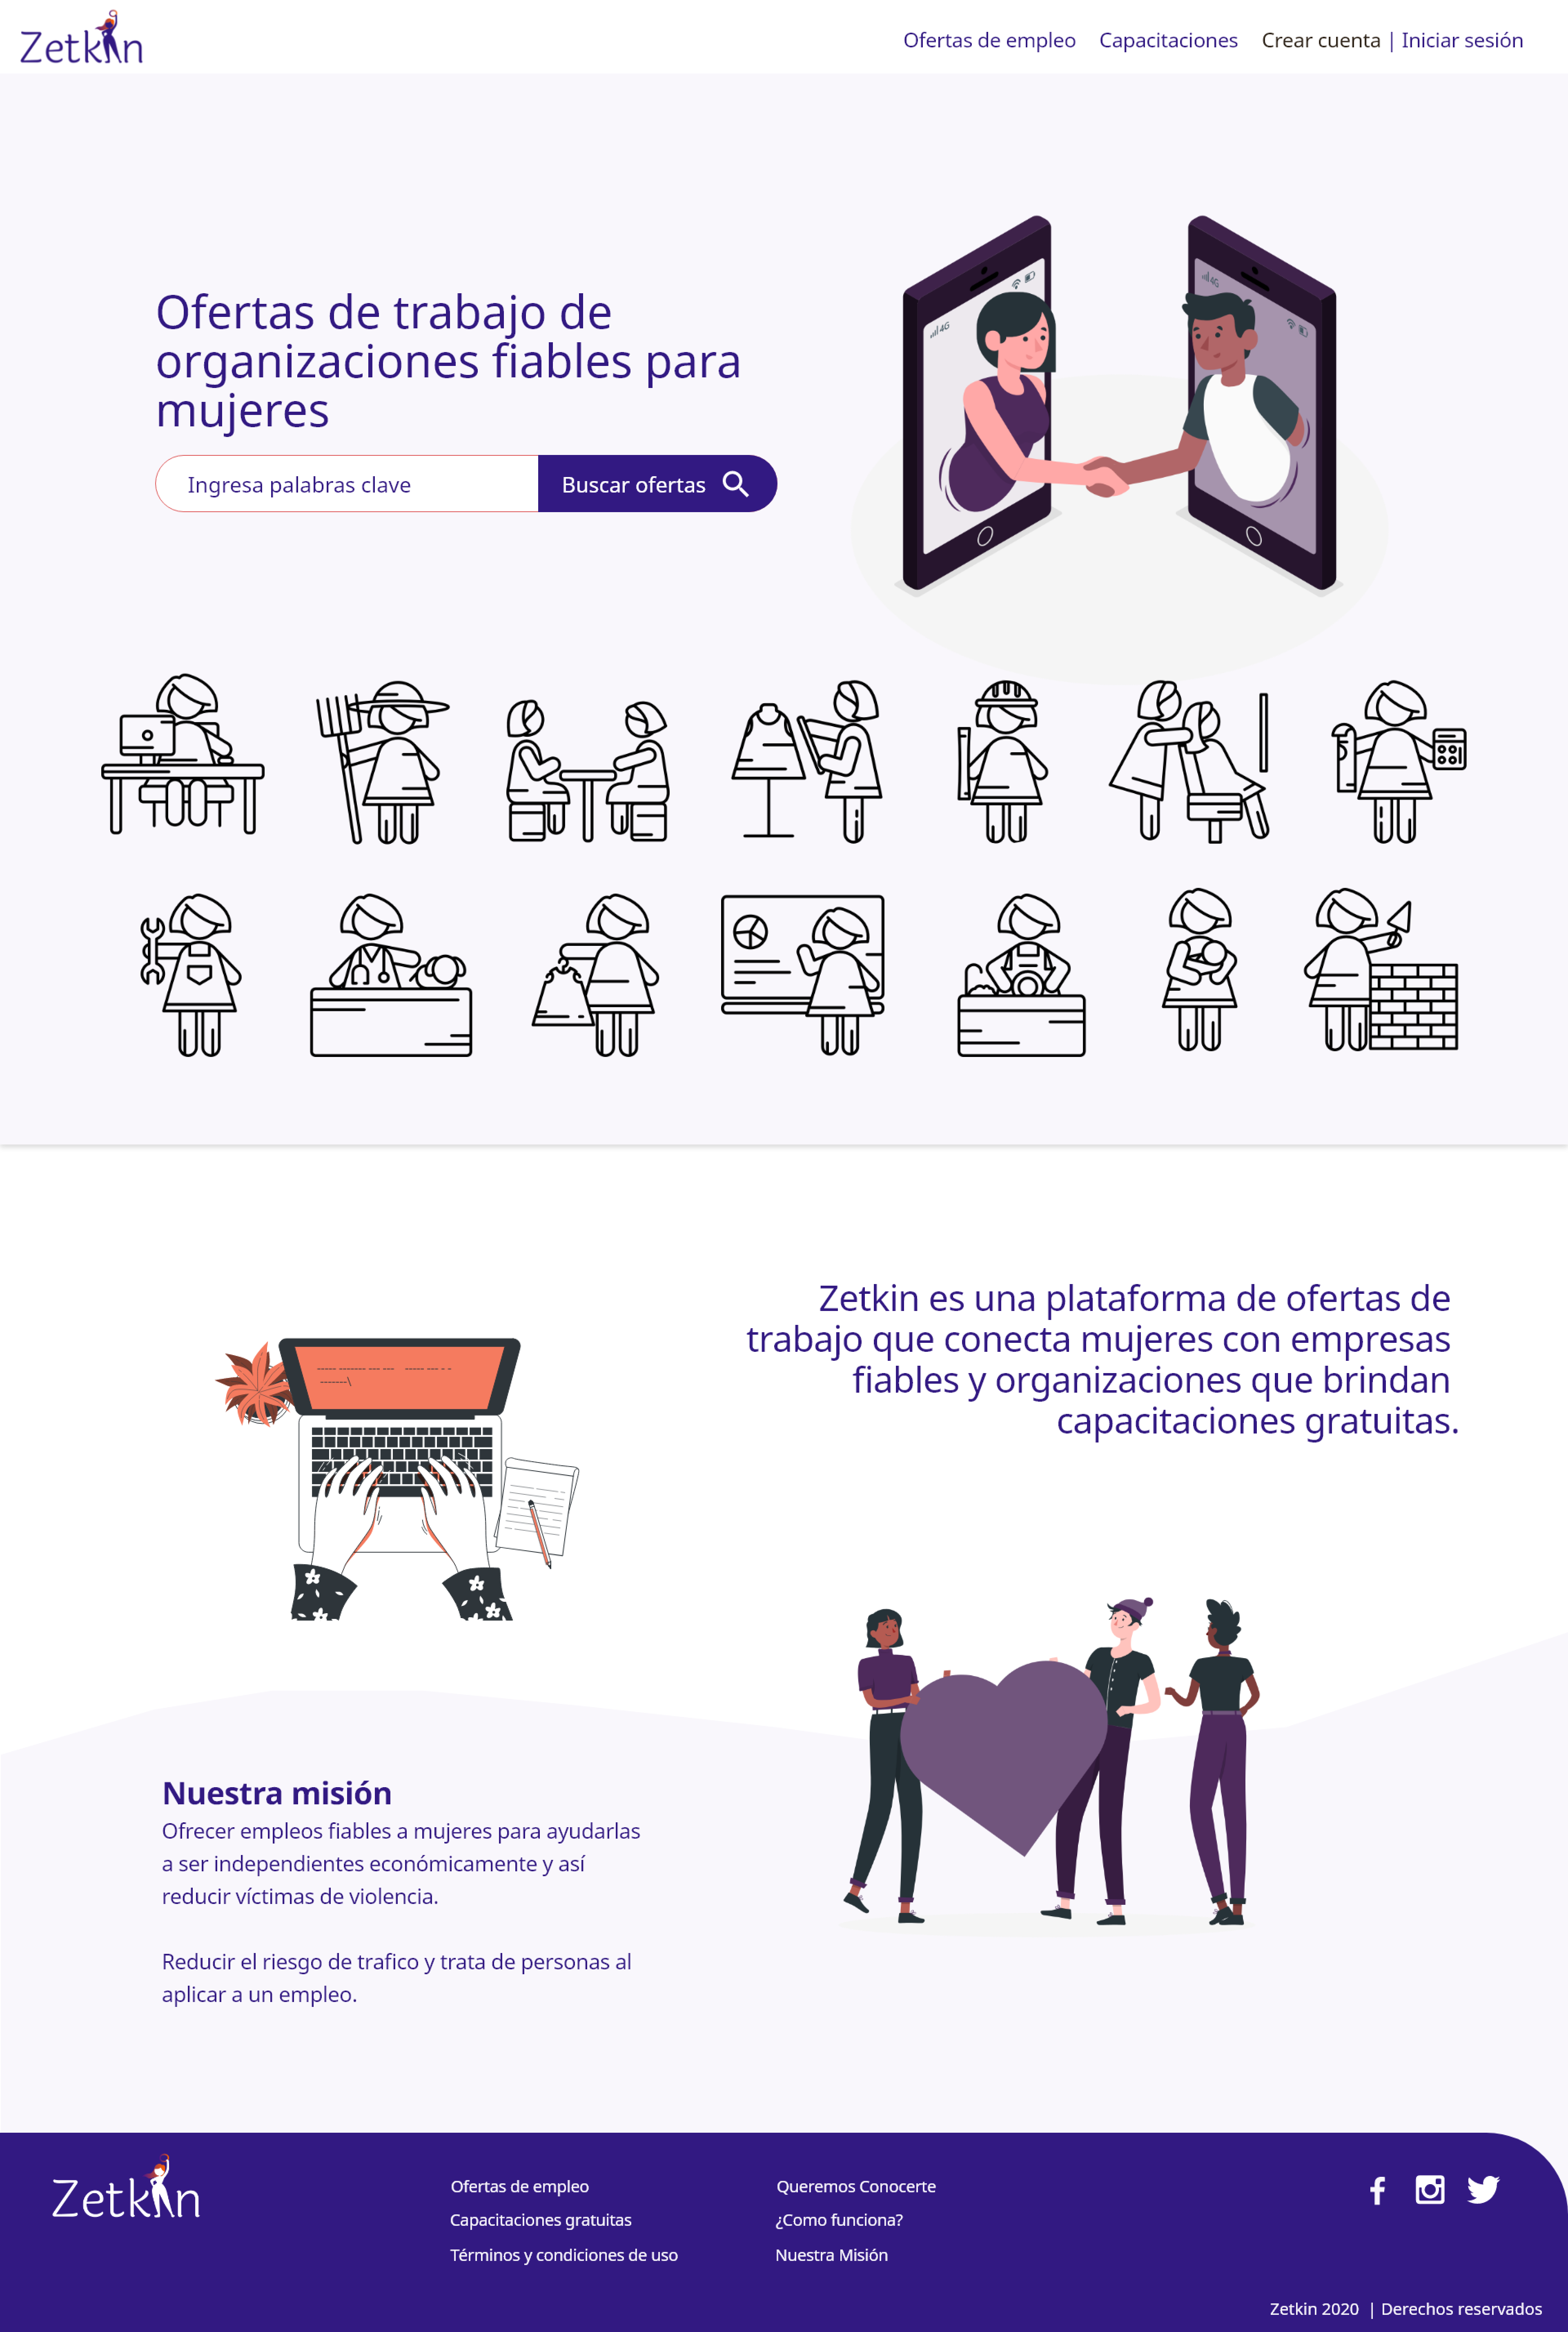 Zetkin
Ofertas de empleo Capacitaciones Crear cuenta | Iniciar sesión
Ofertas de trabajo de
organizaciones fiables para
mujeres
Ingresa palabras clave Buscar ofertas
4G
4G
Zetkin es una plataforma de ofertas de
trabajo que conecta mujeres con empresas
fiables y organizaciones que brindan
capacitaciones gratuitas.
Nuestra misión
Ofrecer empleos fiables a mujeres para ayudarlas
a ser independientes económicamente y así
reducir víctimas de violencia.
Reducir el riesgo de trafico y trata de personas al
aplicar a un empleo.
Zetkin
Ofertas de empleo
Capacitaciones gratuitas
Términos y condiciones de uso
Queremos Conocerte
¿Como funciona?
Nuestra Misión
Zetkin 2020 | Derechos reservados